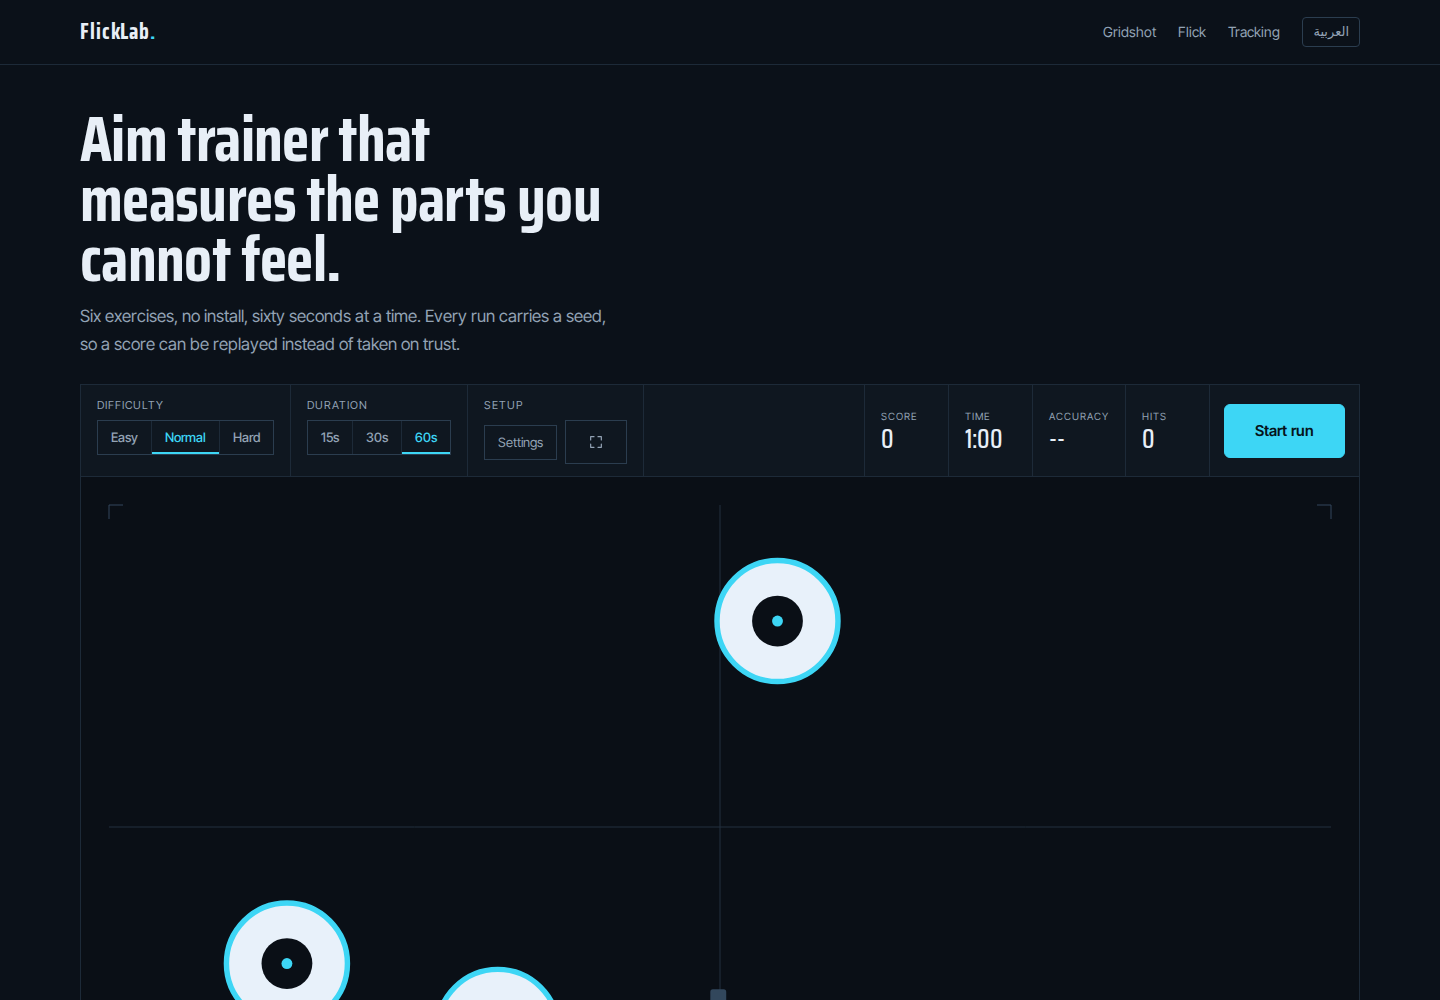 FlickLab.
Gridshot
Flick
Tracking
العربية
Aim trainer that
measures the parts you
cannot feel.
Six exercises, no install, sixty seconds at a time. Every run carries a seed,
so a score can be replayed instead of taken on trust.
DIFFICULTY
Easy
Normal
Hard
DURATION
15s
30s
60s
SETUP
Settings
SCORE
0
TIME
1:00
ACCURACY
--
HITS
0
Start run